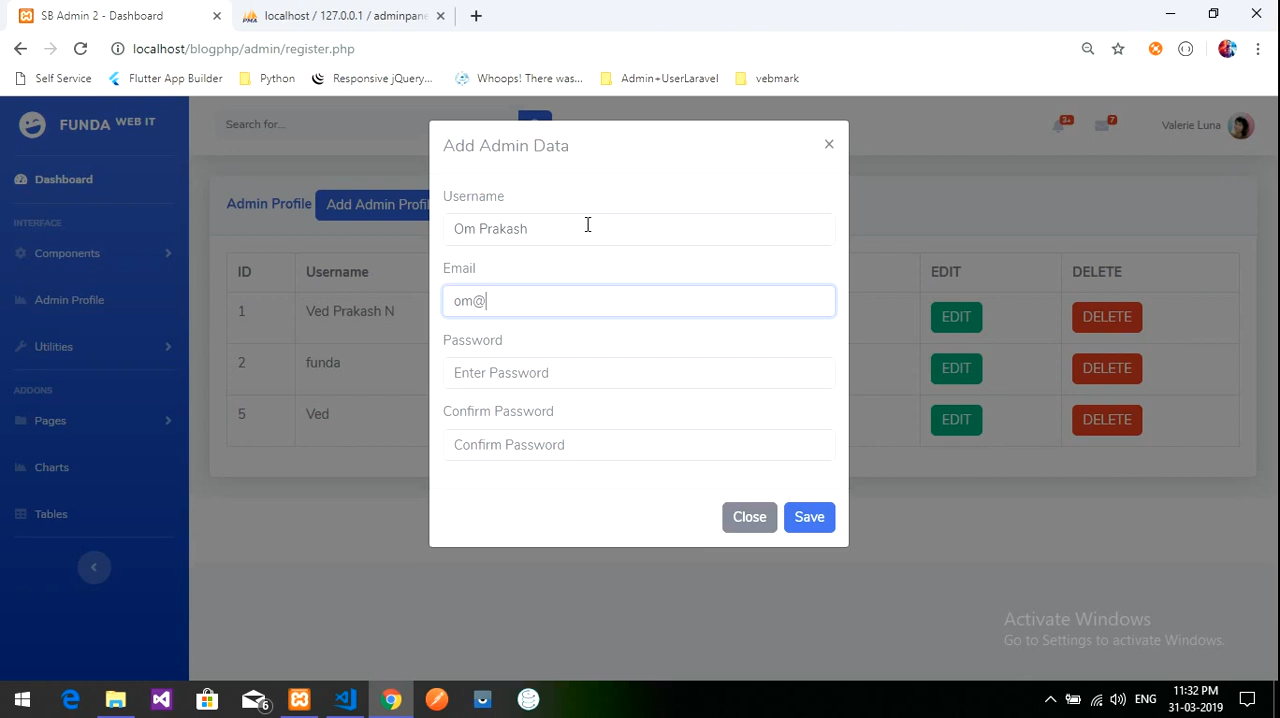 SB Admin 2 - Dashboard
localhost / 127.0.0.1 / adminpane
localhost/blogphp/admin/register.php
Self Service
Flutter App Builder
Python
Responsive jQuery...
Whoops! There was...
Admin+UserLaravel
vebmark
FUNDA WEB IT
Search for...
3+
7
Valerie Luna
Dashboard
INTERFACE
Components
Admin Profile
Utilities
ADDONS
Pages
Charts
Tables
Admin Profile
Add Admin Profil
ID
Username
EDIT
DELETE
1
Ved Prakash N
EDIT
DELETE
2
funda
EDIT
DELETE
5
Ved
EDIT
DELETE
Add Admin Data
×
Username
Om Prakash
Email
om@
Password
Enter Password
Confirm Password
Confirm Password
Close
Save
Activate Windows
Go to Settings to activate Windows.
6
ENG
11:32 PM
31-03-2019